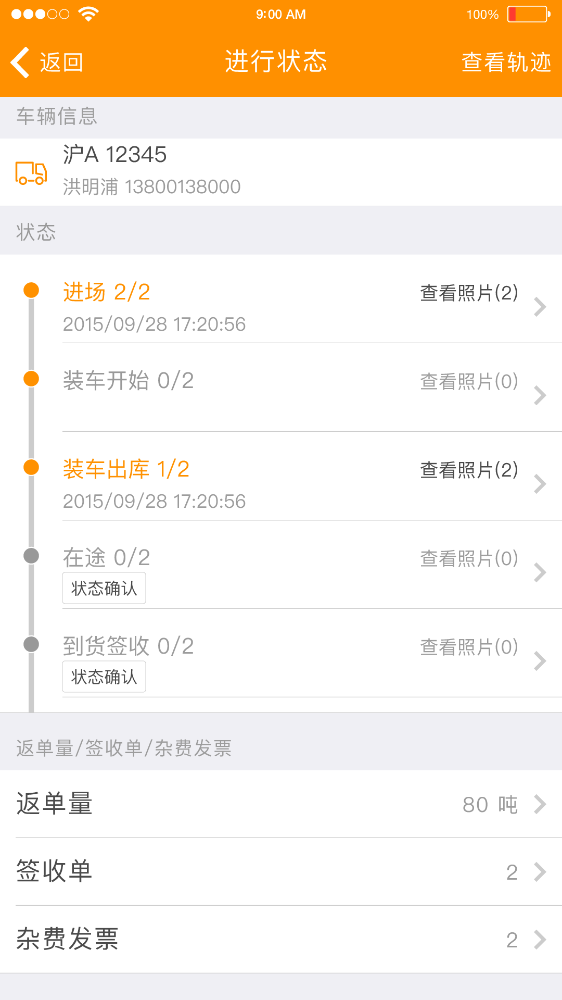 9:00 AM 100%
返回 进行状态 查看轨迹
车辆信息
沪A 12345
洪明浦 13800138000
状态
进场 2/2 查看照片(2)
2015/09/28 17:20:56
装车开始 0/2 查看照片(0)
装车出库 1/2 查看照片(2)
2015/09/28 17:20:56
在途 0/2 查看照片(0)
状态确认
到货签收 0/2 查看照片(0)
状态确认
返单量/签收单/杂费发票
返单量 80 吨
签收单 2
杂费发票 2